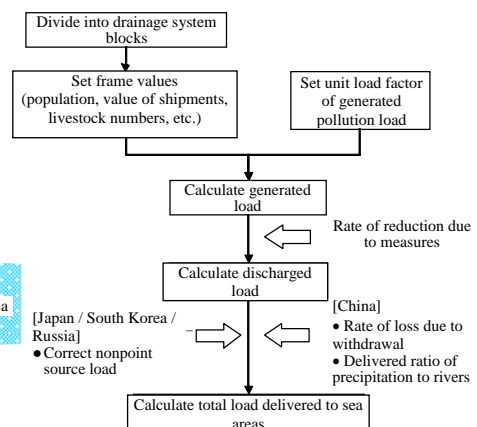 Divide into drainage system
blocks
Set frame values
(population, value of shipments,
livestock numbers, etc.)
Set unit load factor
of generated
pollution load
Calculate generated
load
Rate of reduction due
to measures
Calculate discharged
load
[Japan / South Korea /
Russia]
● Correct nonpoint
source load
[China]
• Rate of loss due to
withdrawal
• Delivered ratio of
precipitation to rivers
Calculate total load delivered to sea
areas